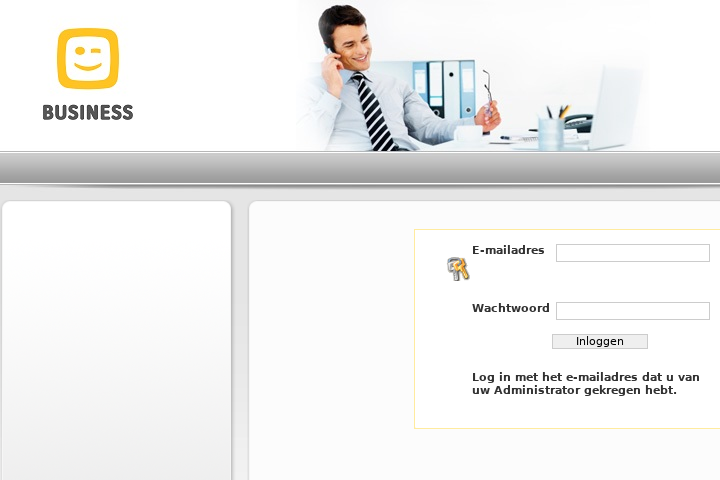 BUSINESS
E-mailadres
Wachtwoord
Inloggen
Log in met het e-mailadres dat u van
uw Administrator gekregen hebt.